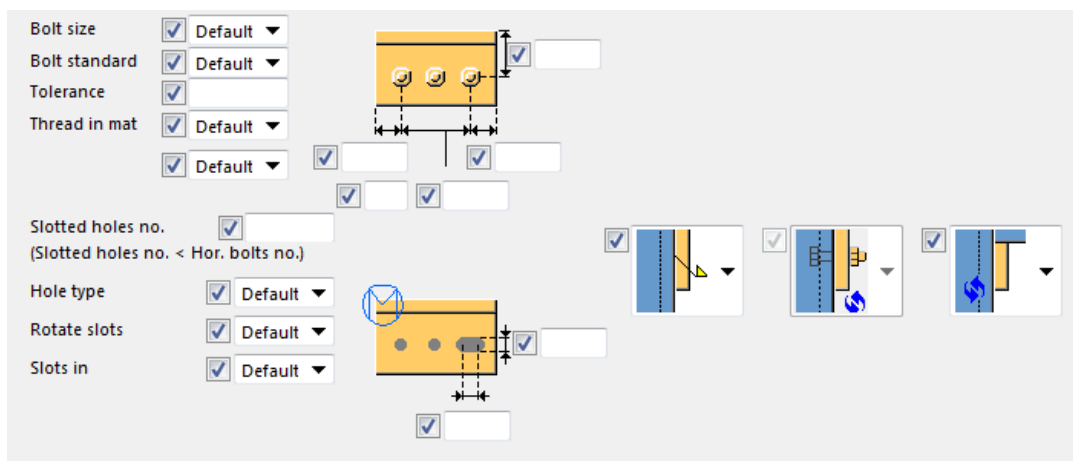 Bolt size Default
Bolt standard Default
Tolerance
Thread in mat Default
Default
Slotted holes no.
(Slotted holes no. < Hor. bolts no.)
Hole type Default
Rotate slots Default
Slots in Default